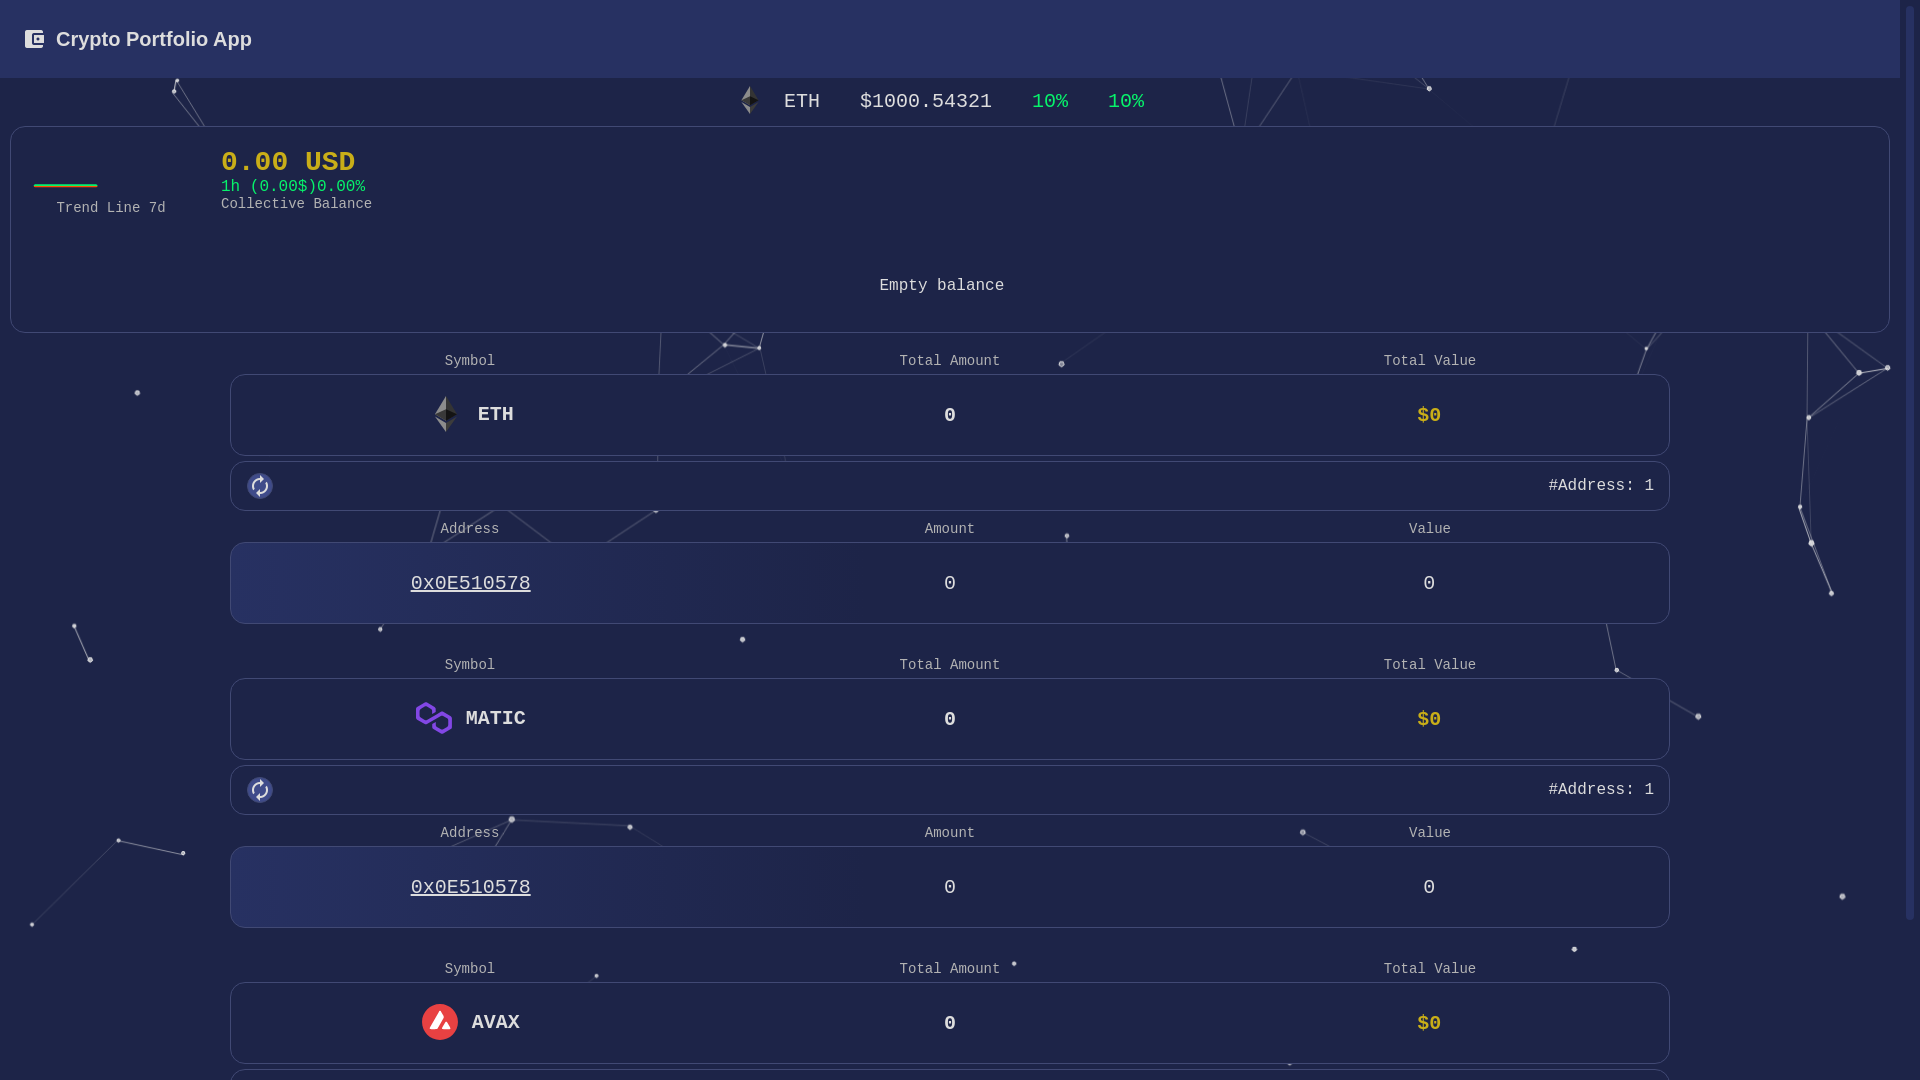 Crypto Portfolio App
ETH $1000.54321 10% 10%
0.00 USD
1h (0.00$)0.00%
Collective Balance
Trend Line 7d
Empty balance
Symbol Total Amount Total Value
ETH 0 $0
#Address: 1
Address Amount Value
0x0E510578 0 0
Symbol Total Amount Total Value
MATIC 0 $0
#Address: 1
Address Amount Value
0x0E510578 0 0
Symbol Total Amount Total Value
AVAX 0 $0